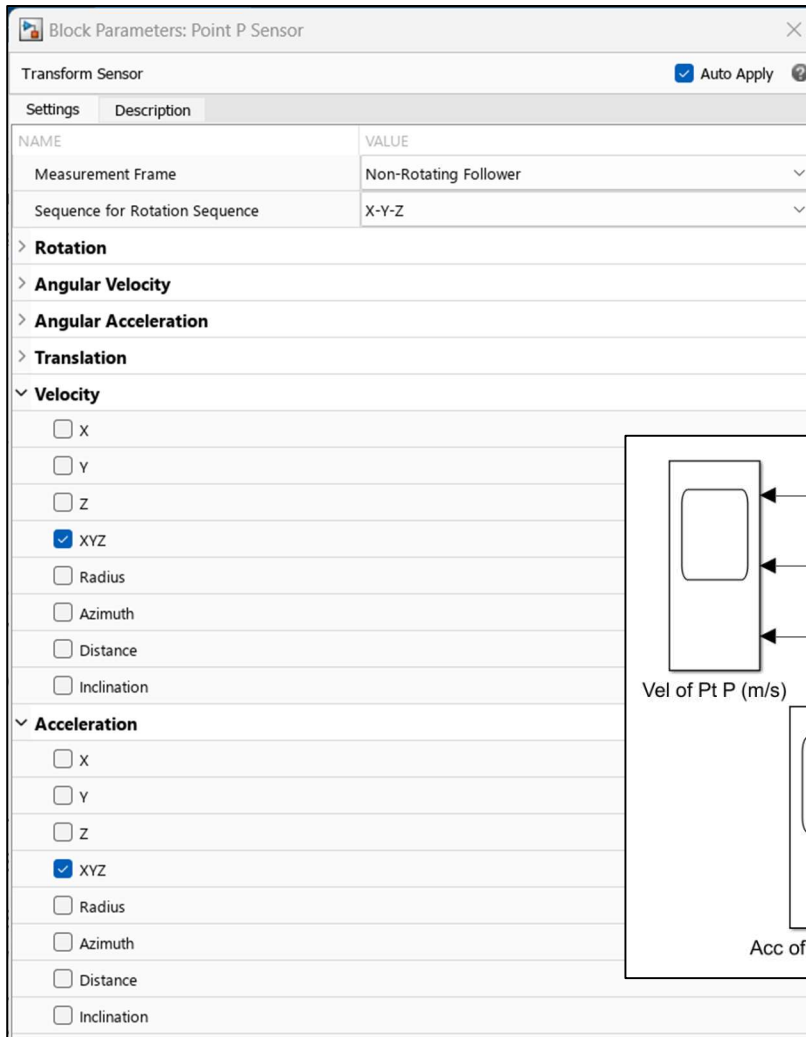 Block Parameters: Point P Sensor
Transform Sensor Auto Apply
Settings Description
NAME VALUE
Measurement Frame Non-Rotating Follower
Sequence for Rotation Sequence X-Y-Z
Rotation
Angular Velocity
Angular Acceleration
Translation
Velocity
X
Y
Z
XYZ
Radius
Azimuth
Distance
Inclination
Acceleration
X
Y
Z
XYZ
Radius
Azimuth
Distance
Inclination
Vel of Pt P (m/s)
Acc of